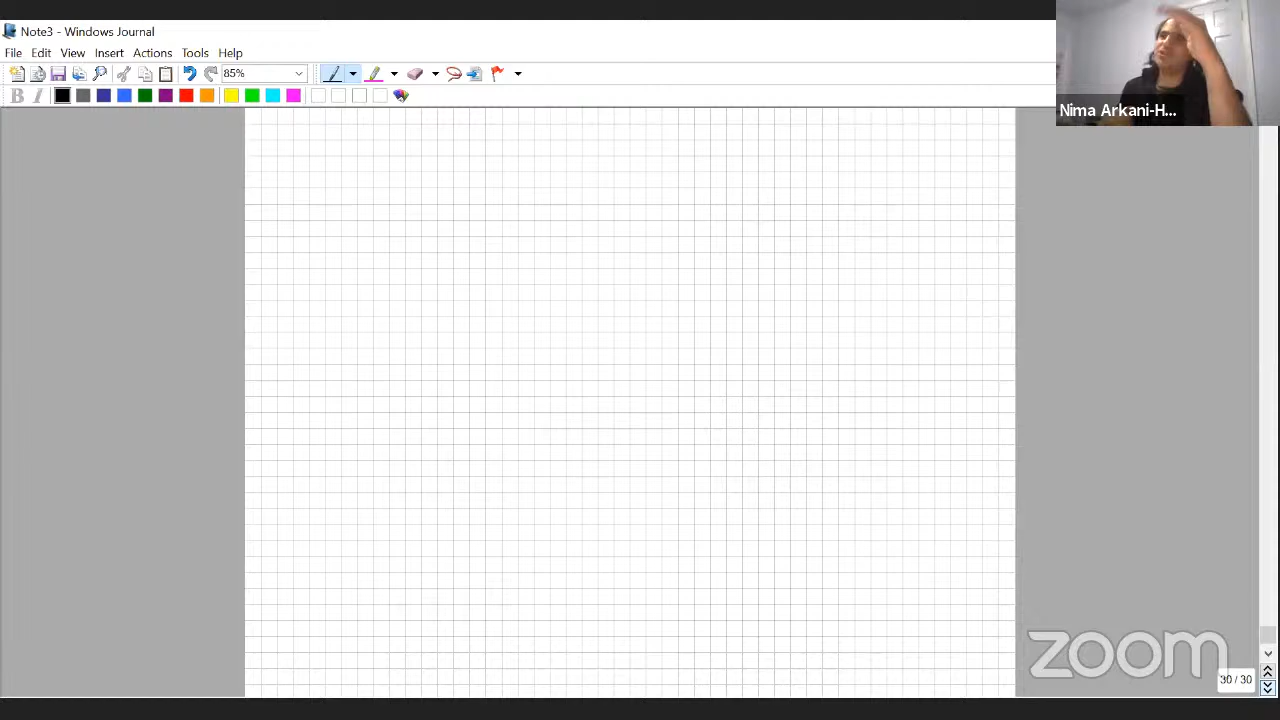 Note3 - Windows Journal
File Edit View Insert Actions Tools Help
85%
B I
Nima Arkani-H...
zoom
30 / 30